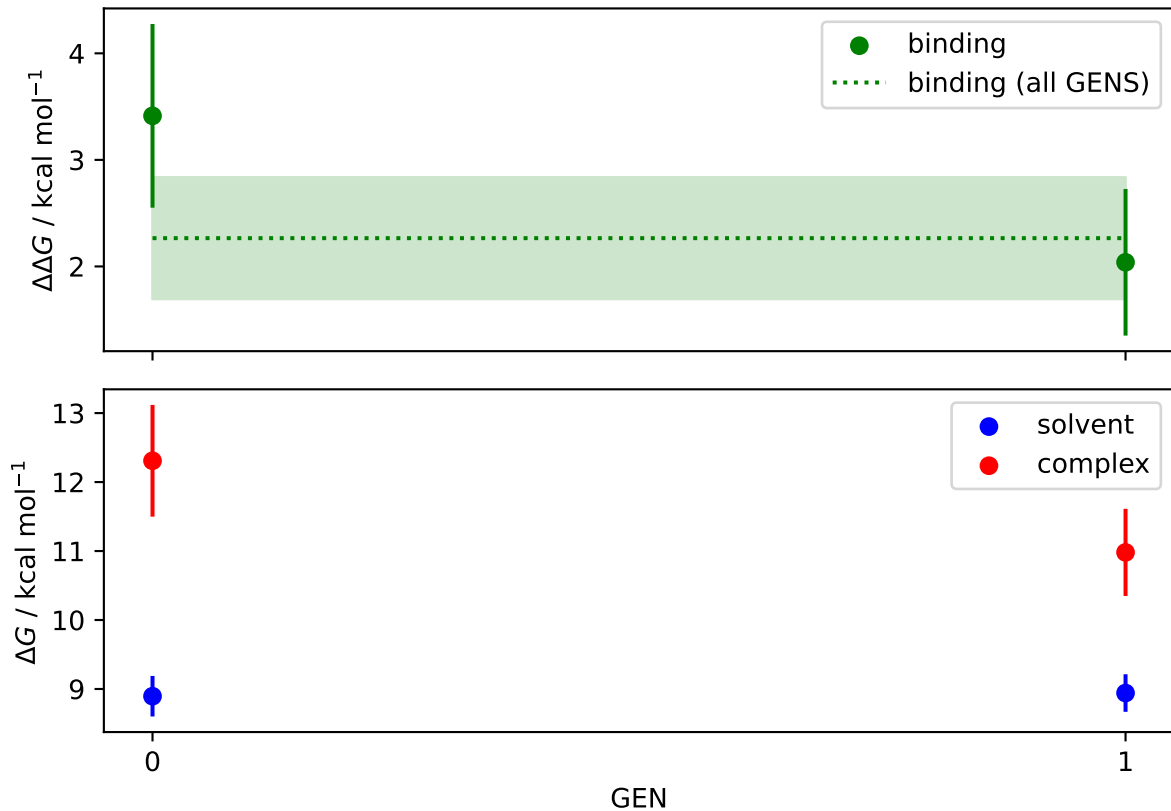 4
3
2
ΔΔG / kcal mol⁻¹
binding
binding (all GENS)
13
12
11
10
9
ΔG / kcal mol⁻¹
solvent
complex
0
1
GEN